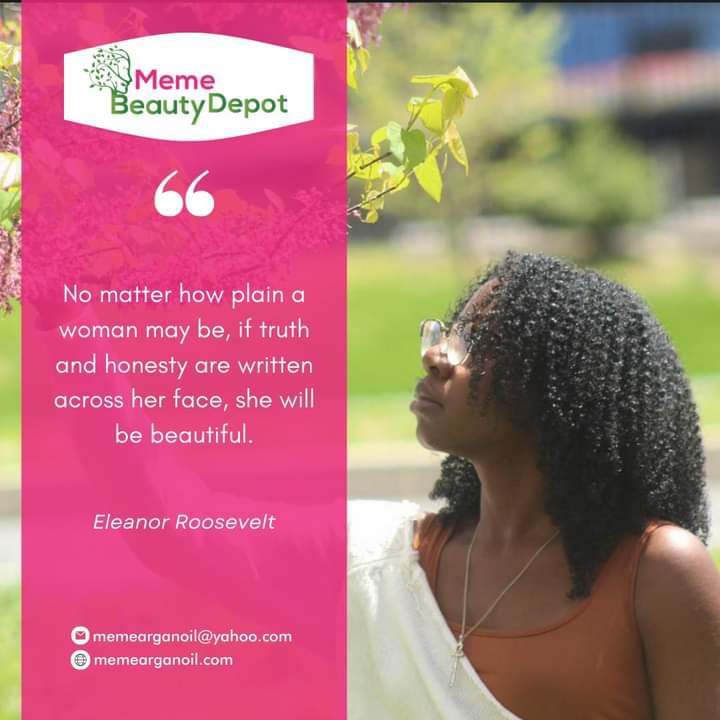 Meme
BeautyDepot
“
No matter how plain a
woman may be, if truth
and honesty are written
across her face, she will
be beautiful.
Eleanor Roosevelt
memearganoil@yahoo.com
memearganoil.com